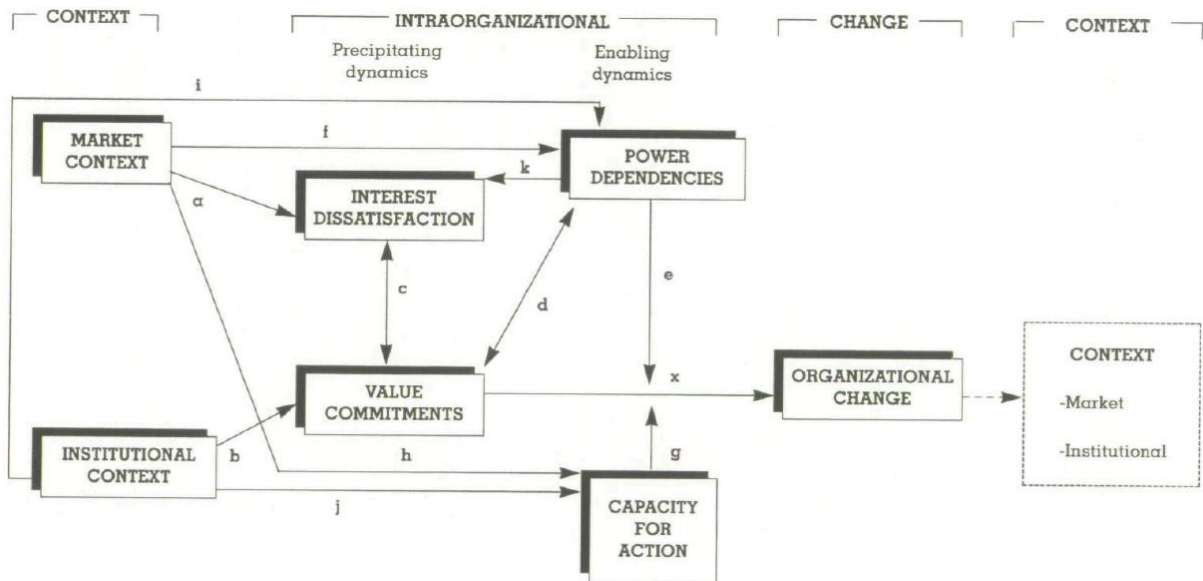 CONTEXT
INTRAORGANIZATIONAL
CHANGE
CONTEXT
Precipitating
dynamics
Enabling
dynamics
i
MARKET
CONTEXT
f
POWER
DEPENDENCIES
k
INTEREST
DISSATISFACTION
a
c
d
e
VALUE
COMMITMENTS
x
ORGANIZATIONAL
CHANGE
CONTEXT
-Market
-Institutional
INSTITUTIONAL
CONTEXT
b
h
g
j
CAPACITY
FOR
ACTION